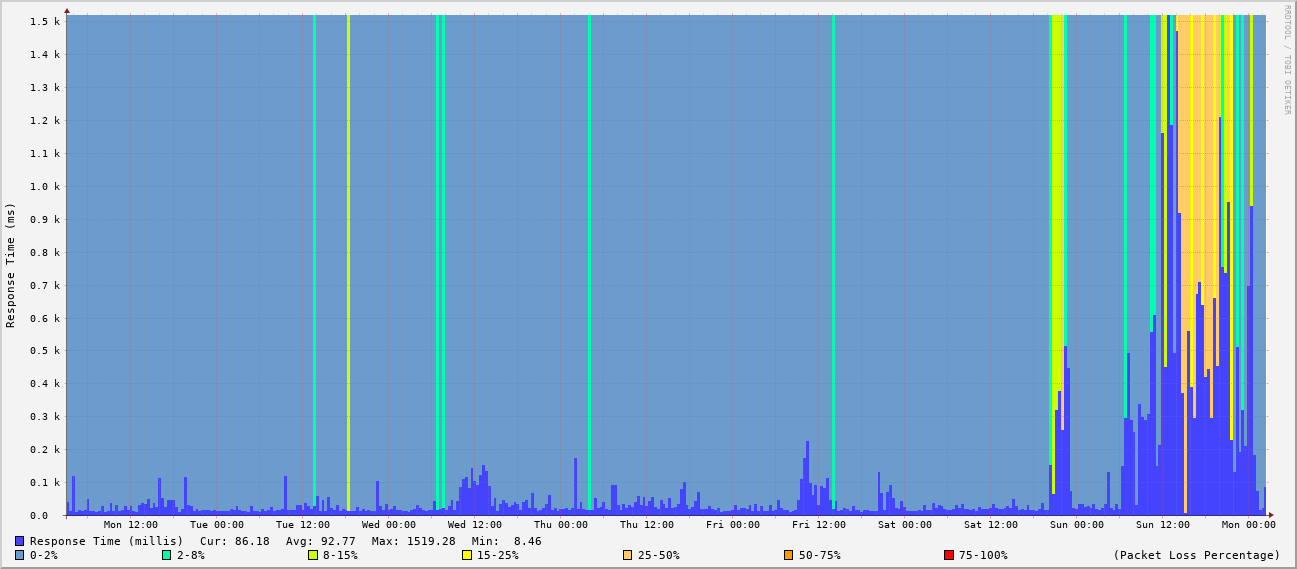 RRDTOOL / TOBI OETIKER
Response Time (ms)
1.5 k
1.4 k
1.3 k
1.2 k
1.1 k
1.0 k
0.9 k
0.8 k
0.7 k
0.6 k
0.5 k
0.4 k
0.3 k
0.2 k
0.1 k
0.0
Mon 12:00 Tue 00:00 Tue 12:00 Wed 00:00 Wed 12:00 Thu 00:00 Thu 12:00 Fri 00:00 Fri 12:00 Sat 00:00 Sat 12:00 Sun 00:00 Sun 12:00 Mon 00:00
Response Time (millis) Cur: 86.18 Avg: 92.77 Max: 1519.28 Min: 8.46
0-2% 2-8% 8-15% 15-25% 25-50% 50-75% 75-100% (Packet Loss Percentage)